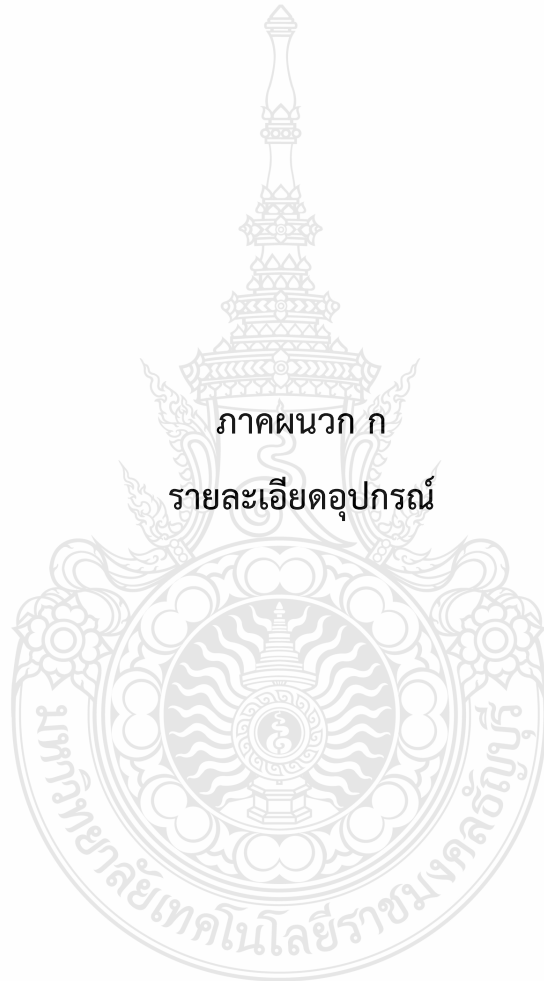 ภาคผนวก ก
รายละเอียดอุปกรณ์
มหาวิทยาลัยเทคโนโลยีราชมงคลธัญบุรี